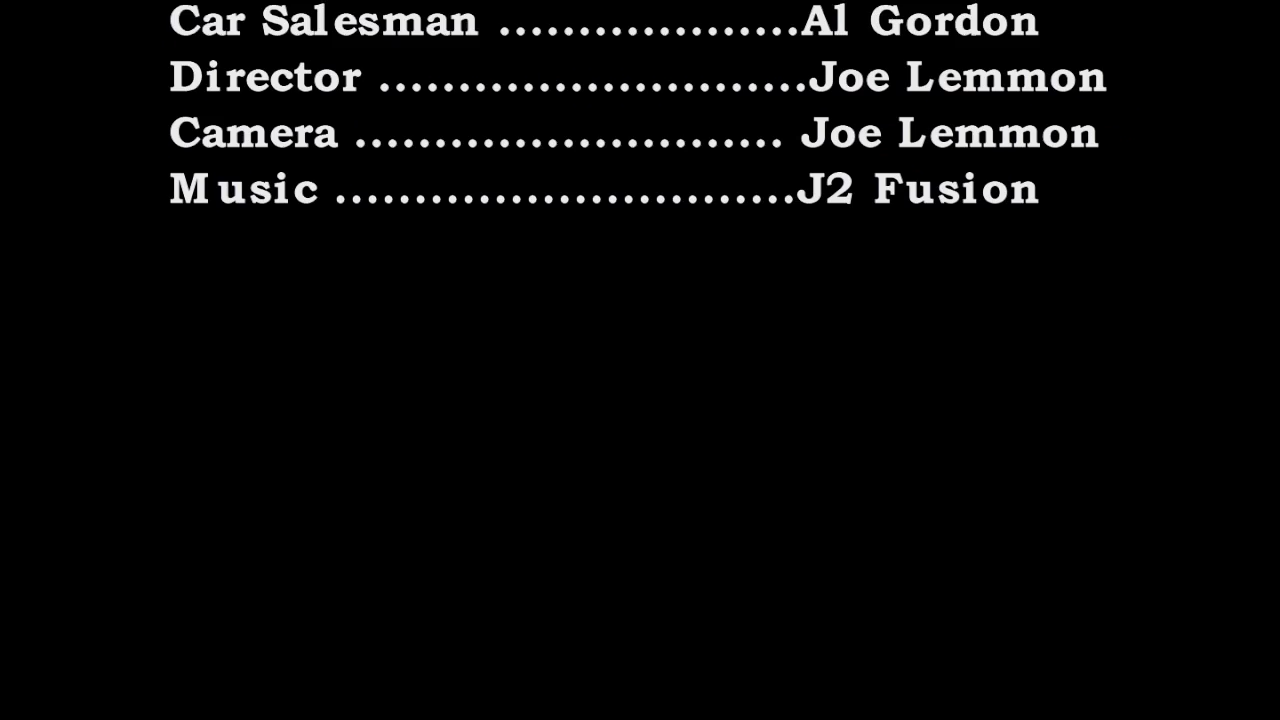 Car Salesman ...................Al Gordon
Director ...........................Joe Lemmon
Camera ........................... Joe Lemmon
Music .............................J2 Fusion